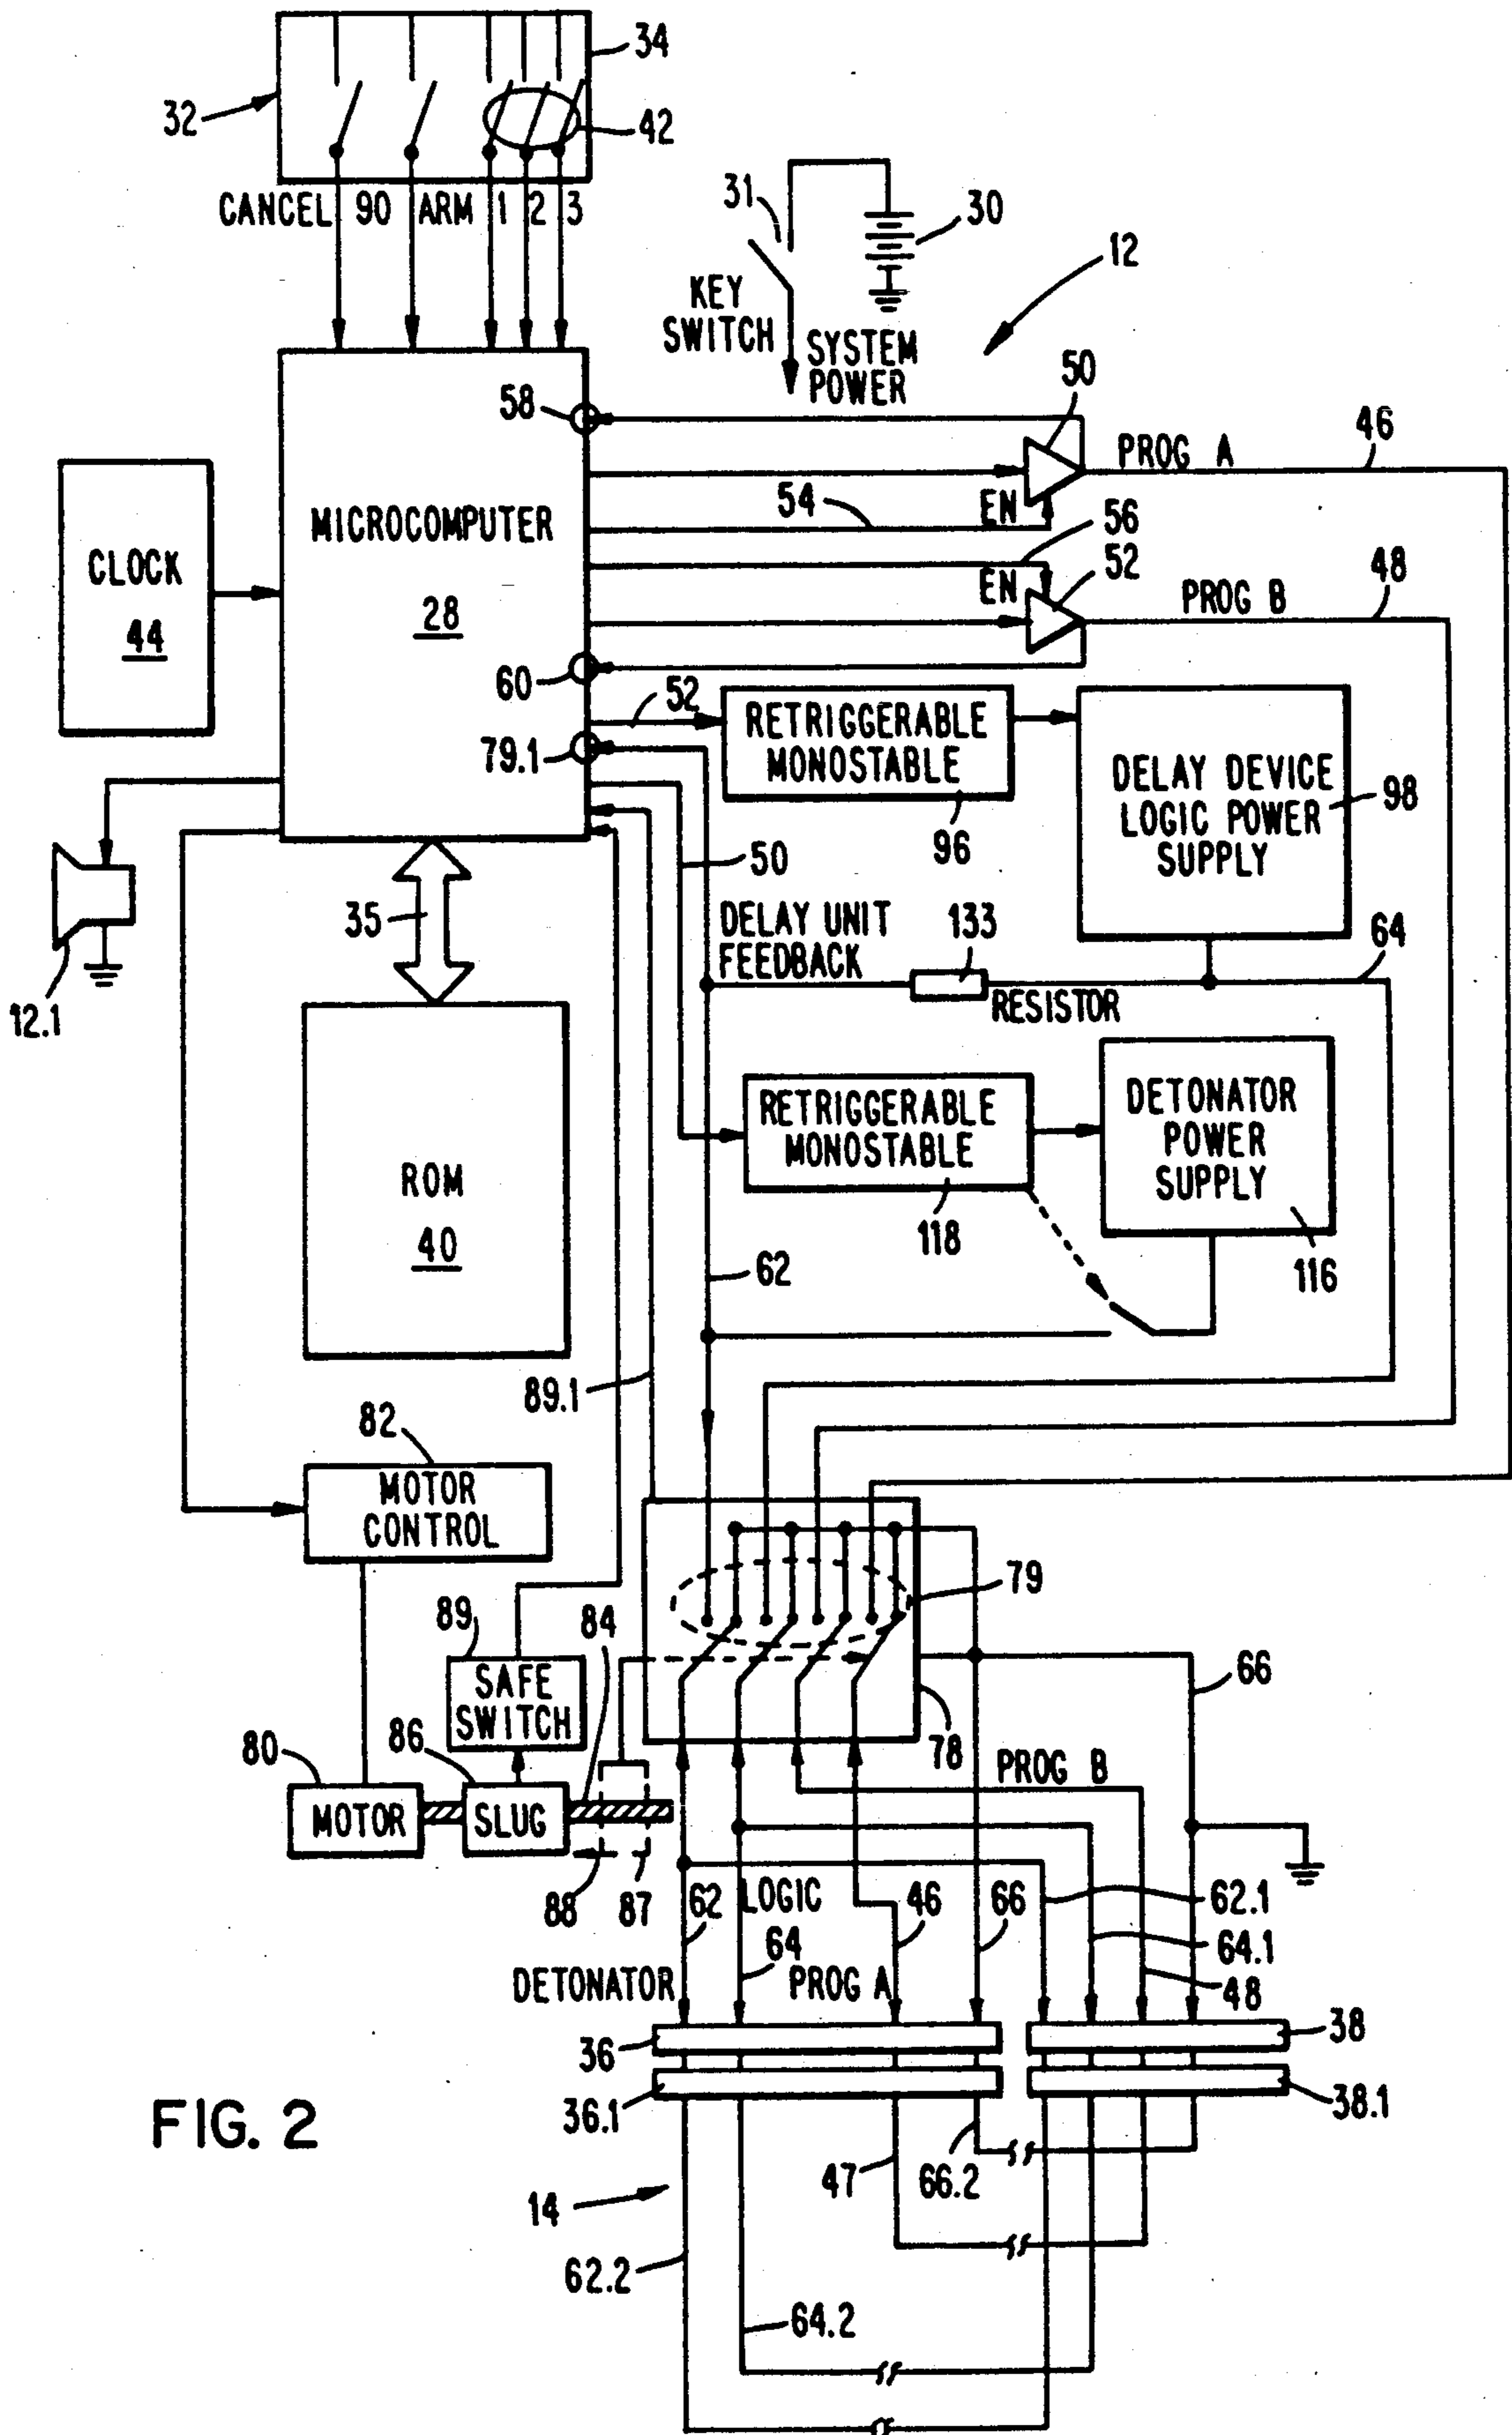 34
32
42
CANCEL 90 ARM 1 2 3
31
30
KEY
SWITCH
SYSTEM
POWER
12
58
50
PROG A
46
54
EN
56
CLOCK
44
MICROCOMPUTER
28
EN
52
PROG B
48
60
52
79.1
RETRIGGERABLE
MONOSTABLE
96
DELAY DEVICE
LOGIC POWER
SUPPLY
98
50
35
12.1
DELAY UNIT
FEEDBACK
133
RESISTOR
64
ROM
40
RETRIGGERABLE
MONOSTABLE
118
DETONATOR
POWER
SUPPLY
116
62
89.1
82
MOTOR
CONTROL
79
89
84
SAFE
SWITCH
66
80
86
78
PROG B
MOTOR
SLUG
88
87
62
LOGIC
64
46
66
62.1
64.1
48
DETONATOR
PROG A
36
38
36.1
38.1
FIG. 2
47
66.2
14
62.2
64.2